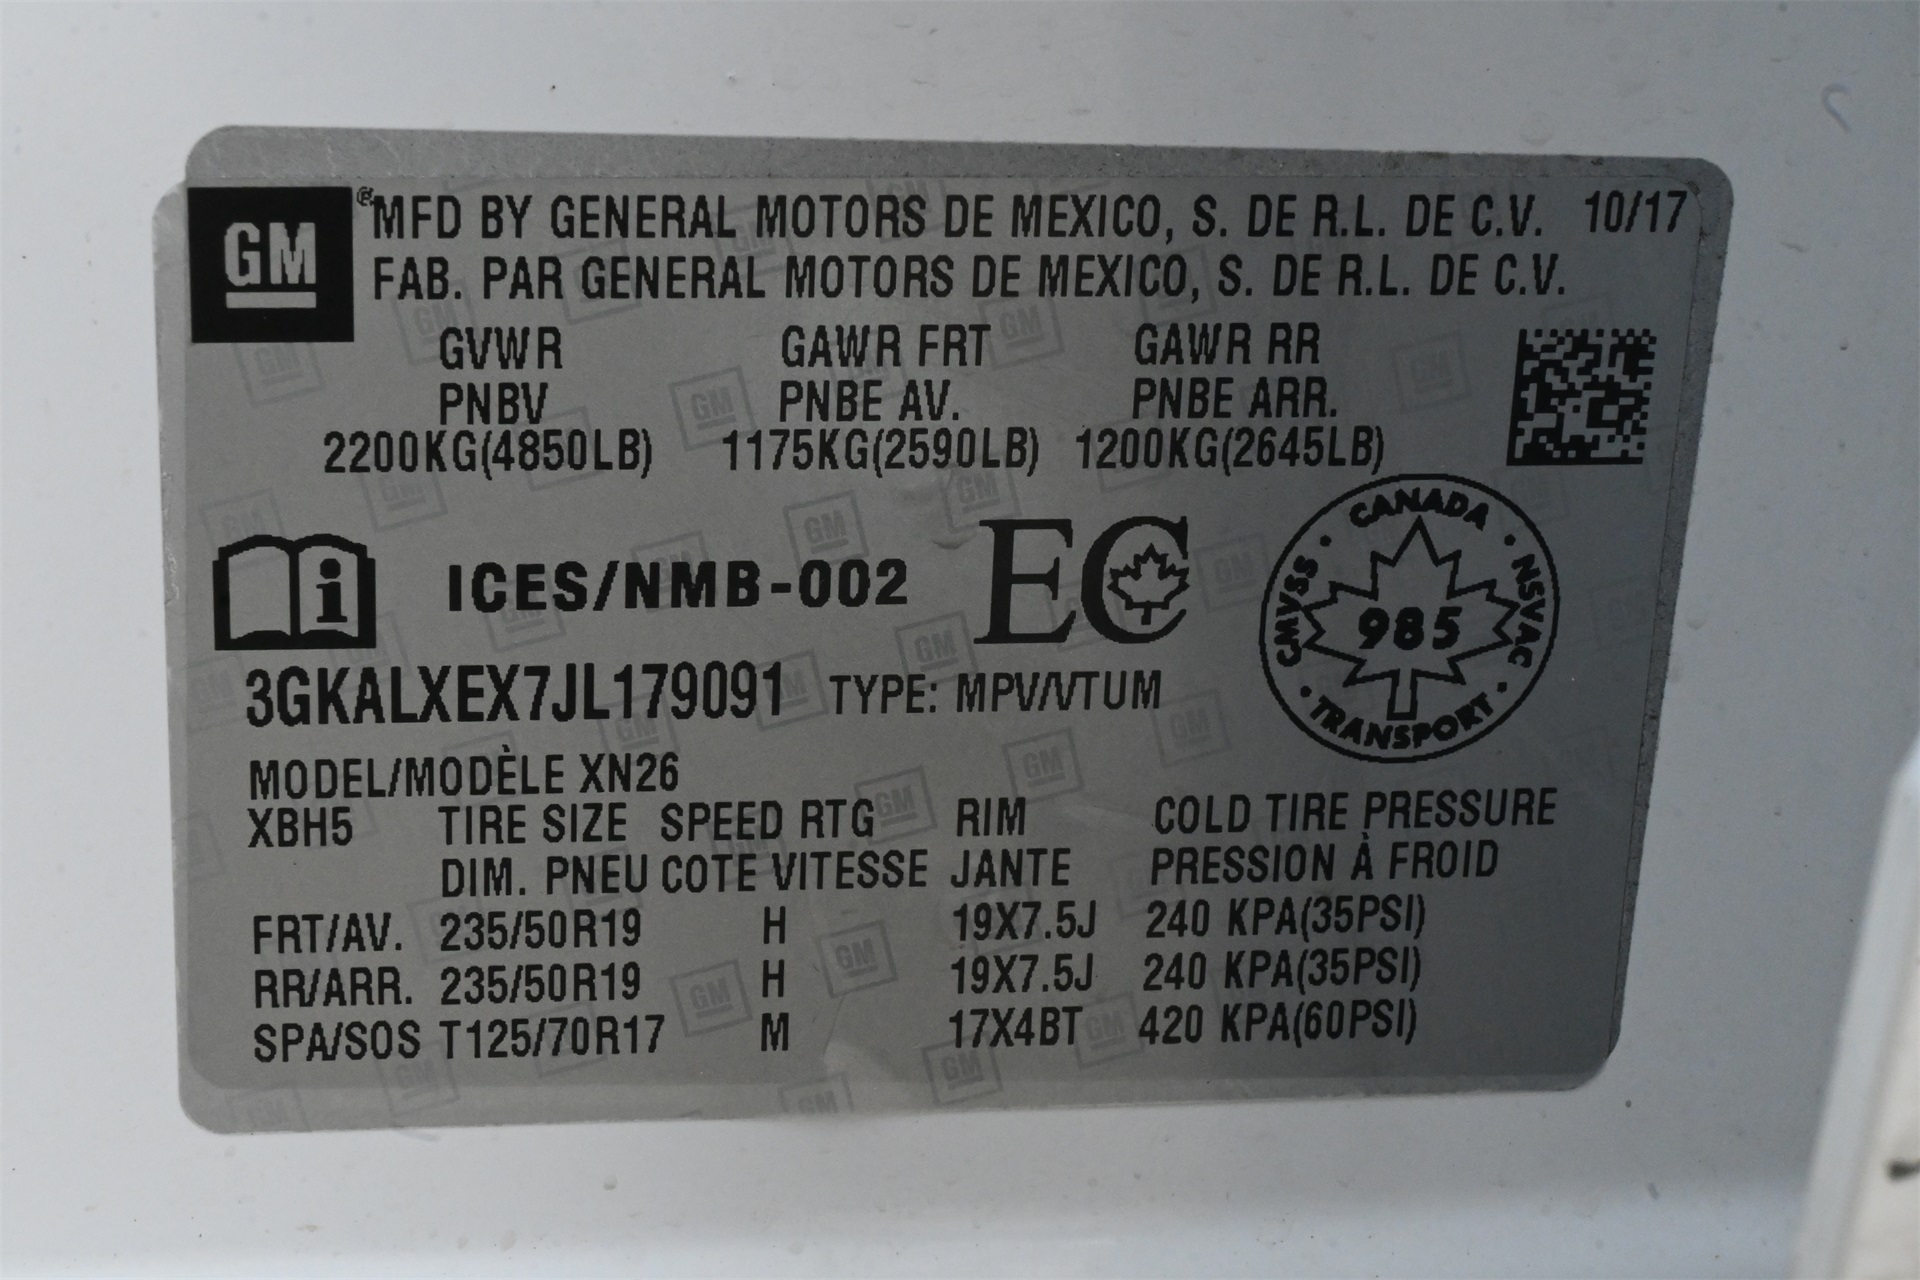 GM ® MFD BY GENERAL MOTORS DE MEXICO, S. DE R.L. DE C.V. 10/17
FAB. PAR GENERAL MOTORS DE MEXICO, S. DE R.L. DE C.V.
GVWR GAWR FRT GAWR RR
PNBV PNBE AV. PNBE ARR.
2200KG(4850LB) 1175KG(2590LB) 1200KG(2645LB)
i ICES/NMB-002 EC
CANADA • NSVAC • TRANSPORT • CMVSS •
985
3GKALXEX7JL179091 TYPE: MPV/VTUM
MODEL/MODÈLE XN26
XBH5 TIRE SIZE SPEED RTG RIM COLD TIRE PRESSURE
DIM. PNEU COTE VITESSE JANTE PRESSION À FROID
FRT/AV. 235/50R19 H 19X7.5J 240 KPA(35PSI)
RR/ARR. 235/50R19 H 19X7.5J 240 KPA(35PSI)
SPA/SOS T125/70R17 M 17X4BT 420 KPA(60PSI)